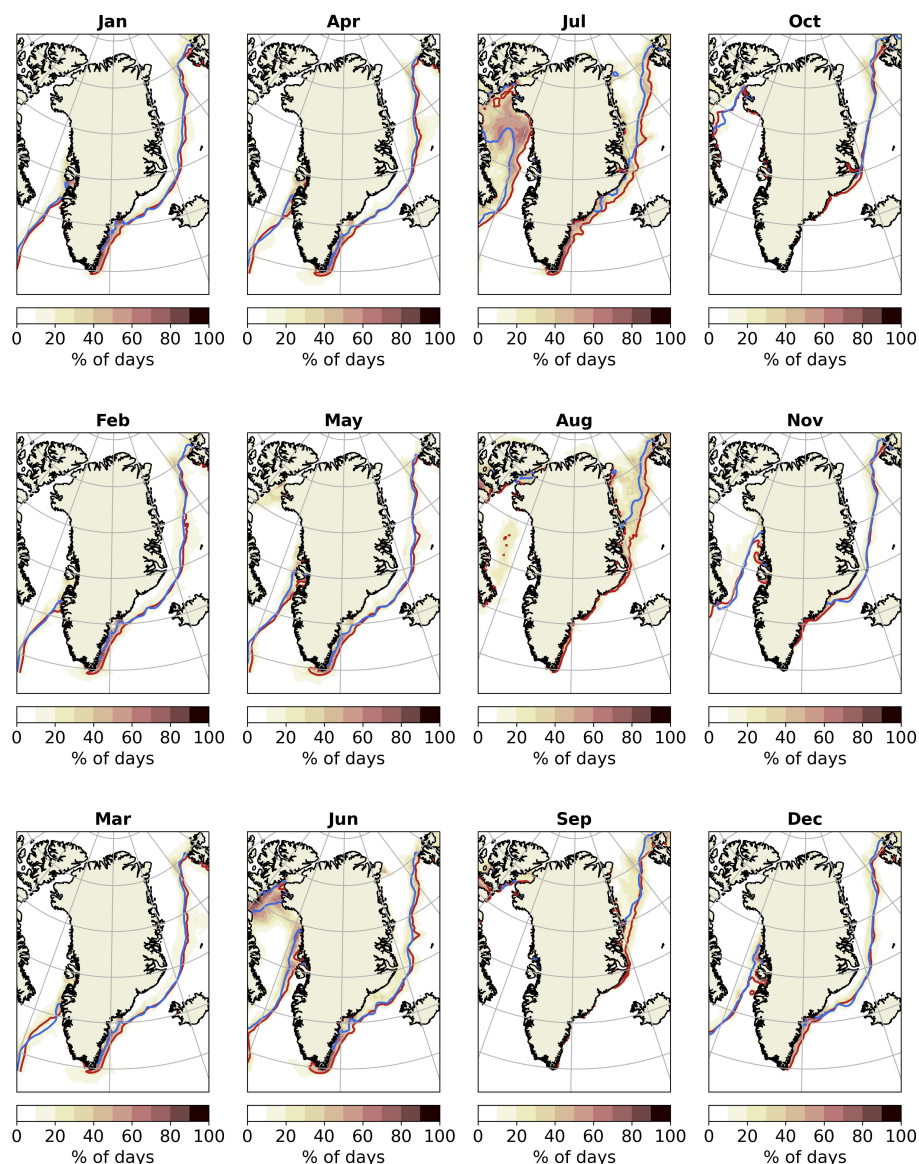 Jan Apr Jul Oct
0 20 40 60 80 100 0 20 40 60 80 100 0 20 40 60 80 100 0 20 40 60 80 100
% of days % of days % of days % of days
Feb May Aug Nov
0 20 40 60 80 100 0 20 40 60 80 100 0 20 40 60 80 100 0 20 40 60 80 100
% of days % of days % of days % of days
Mar Jun Sep Dec
0 20 40 60 80 100 0 20 40 60 80 100 0 20 40 60 80 100 0 20 40 60 80 100
% of days % of days % of days % of days